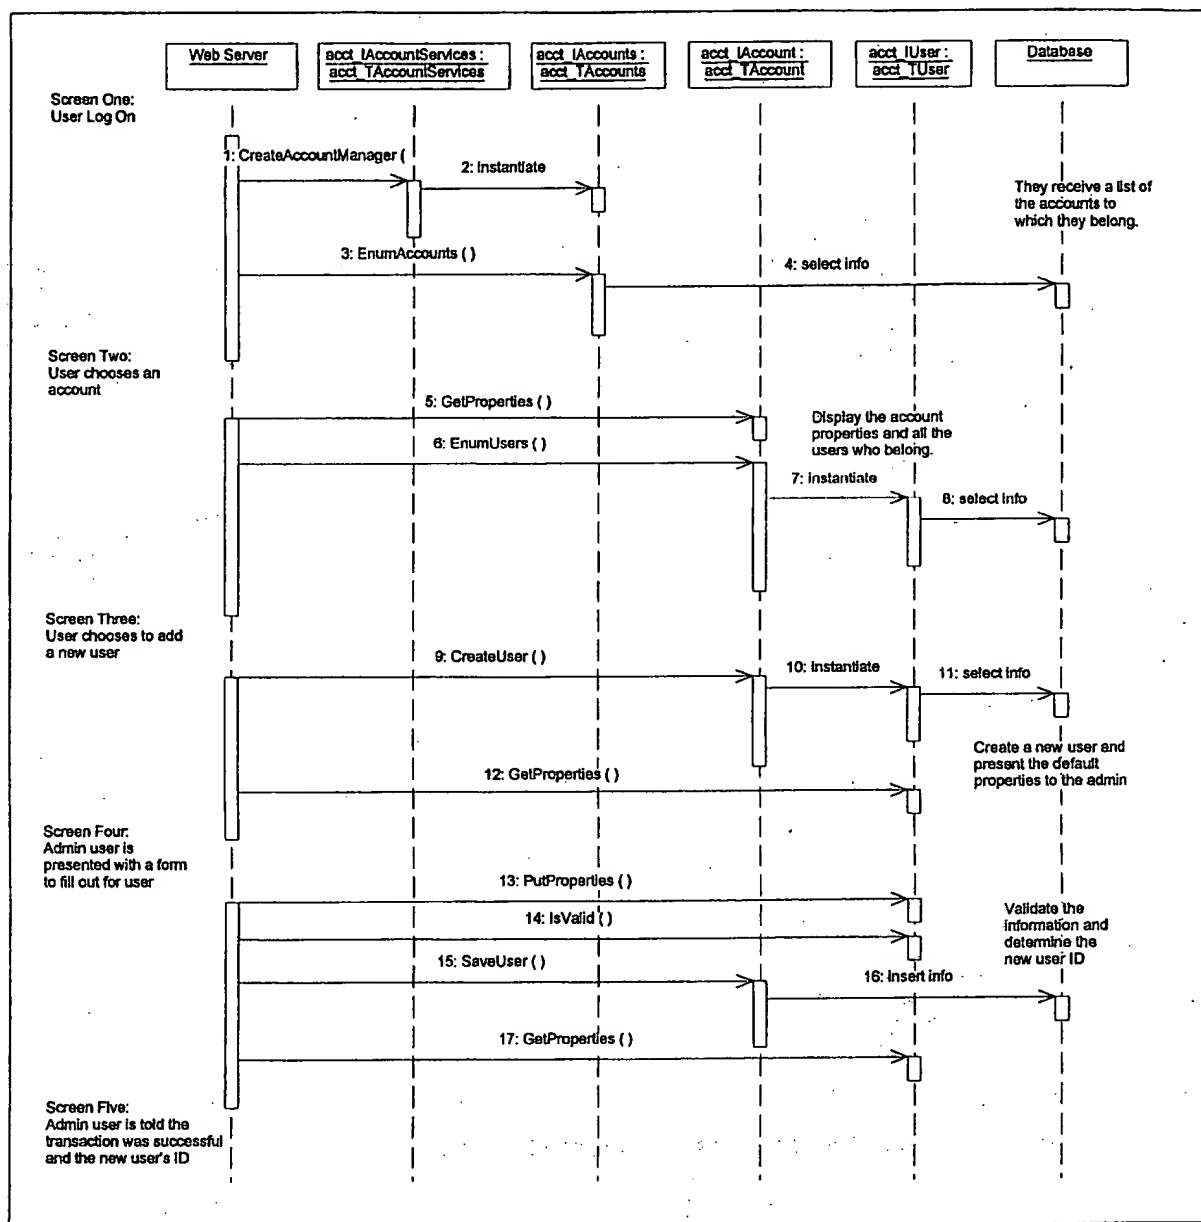 Web Server
acct_IAccountServices :
acct_TAccountServices
acct_IAccounts :
acct_TAccounts
acct_IAccount :
acct_TAccount
acct_IUser :
acct_TUser
Database
Screen One:
User Log On
1: CreateAccountManager (
2: Instantiate
They receive a list of
the accounts to
which they belong.
3: EnumAccounts ( )
4: select info
Screen Two:
User chooses an
account
5: GetProperties ( )
Display the account
properties and all the
users who belong.
6: EnumUsers ( )
7: Instantiate
8: select info
Screen Three:
User chooses to add
a new user
9: CreateUser ( )
10: Instantiate
11: select info
Create a new user and
present the default
properties to the admin
12: GetProperties ( )
Screen Four:
Admin user is
presented with a form
to fill out for user
13: PutProperties ( )
Validate the
information and
determine the
new user ID
14: IsValid ( )
15: SaveUser ( )
16: Insert info
17: GetProperties ( )
Screen Five:
Admin user is told the
transaction was successful
and the new user's ID